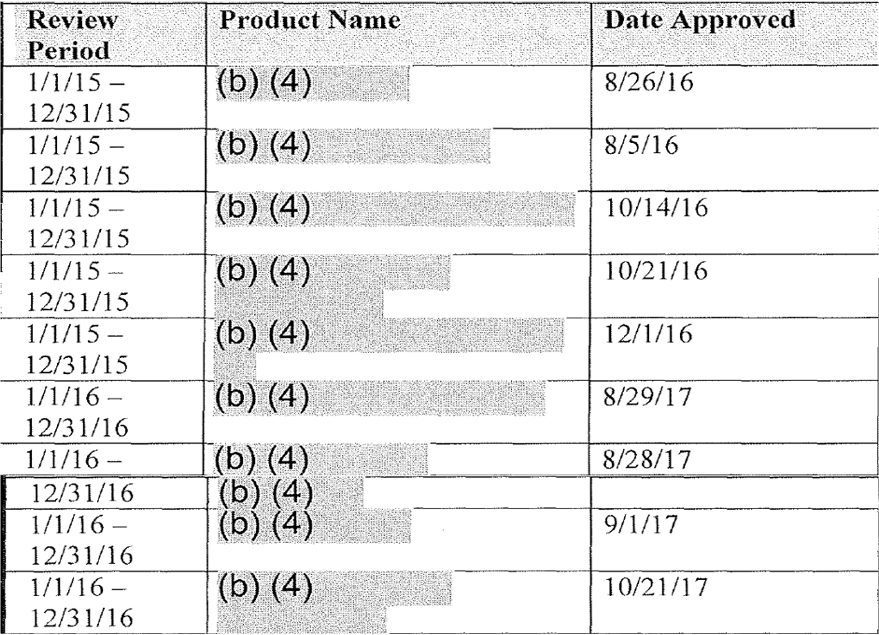 Review Product Name Date Approved
Period
1/1/15 – (b) (4) 8/26/16
12/31/15
1/1/15 – (b) (4) 8/5/16
12/31/15
1/1/15 – (b) (4) 10/14/16
12/31/15
1/1/15 – (b) (4) 10/21/16
12/31/15
1/1/15 – (b) (4) 12/1/16
12/31/15
1/1/16 – (b) (4) 8/29/17
12/31/16
1/1/16 – (b) (4) 8/28/17
12/31/16 (b) (4)
1/1/16 – (b) (4) 9/1/17
12/31/16
1/1/16 – (b) (4) 10/21/17
12/31/16